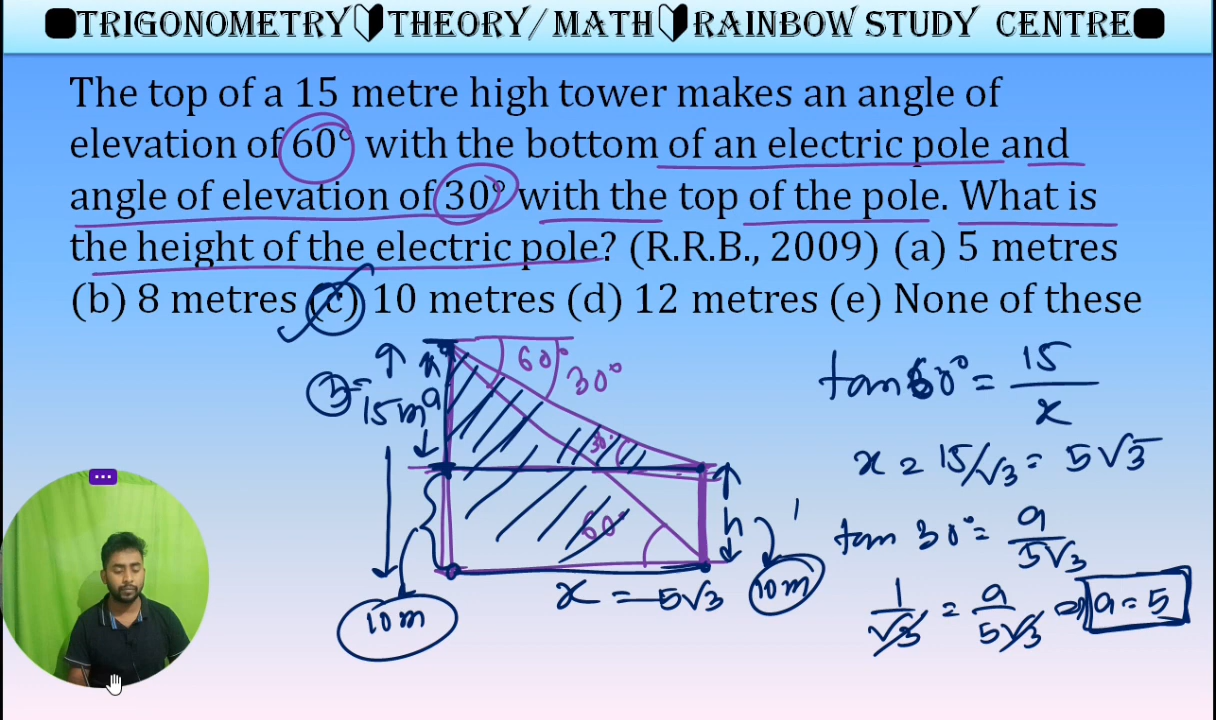 TRIGONOMETRY THEORY/MATH RAINBOW STUDY CENTRE
The top of a 15 metre high tower makes an angle of
elevation of 60° with the bottom of an electric pole and
angle of elevation of 30° with the top of the pole. What is
the height of the electric pole? (R.R.B., 2009) (a) 5 metres
(b) 8 metres (c) 10 metres (d) 12 metres (e) None of these
60°
30°
15m
a
30°
60°
h
10m
x = 5√3
10m
tan 60° = 15/x
x = 15/√3 = 5√3
tan 30° = a/5√3
1/√3 = a/5√3 ⇒ a = 5